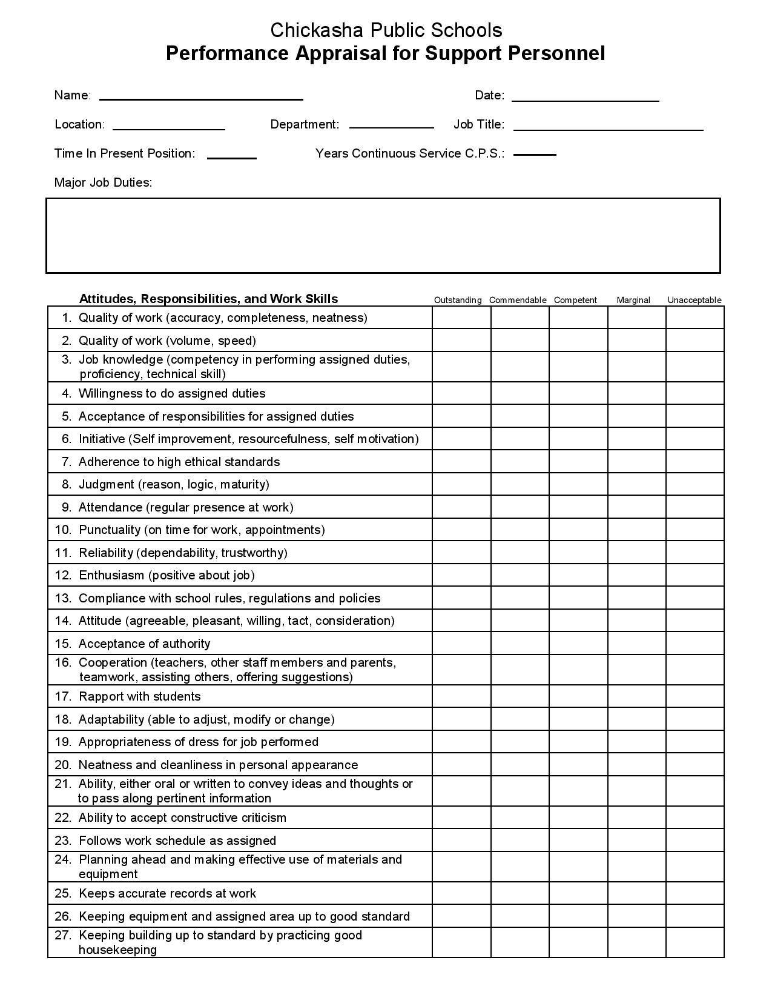 Chickasha Public Schools
Performance Appraisal for Support Personnel
Name: Date:
Location: Department: Job Title:
Time In Present Position: Years Continuous Service C.P.S.:
Major Job Duties:
Attitudes, Responsibilities, and Work Skills Outstanding Commendable Competent Marginal Unacceptable
1. Quality of work (accuracy, completeness, neatness)
2. Quality of work (volume, speed)
3. Job knowledge (competency in performing assigned duties,
proficiency, technical skill)
4. Willingness to do assigned duties
5. Acceptance of responsibilities for assigned duties
6. Initiative (Self improvement, resourcefulness, self motivation)
7. Adherence to high ethical standards
8. Judgment (reason, logic, maturity)
9. Attendance (regular presence at work)
10. Punctuality (on time for work, appointments)
11. Reliability (dependability, trustworthy)
12. Enthusiasm (positive about job)
13. Compliance with school rules, regulations and policies
14. Attitude (agreeable, pleasant, willing, tact, consideration)
15. Acceptance of authority
16. Cooperation (teachers, other staff members and parents,
teamwork, assisting others, offering suggestions)
17. Rapport with students
18. Adaptability (able to adjust, modify or change)
19. Appropriateness of dress for job performed
20. Neatness and cleanliness in personal appearance
21. Ability, either oral or written to convey ideas and thoughts or
to pass along pertinent information
22. Ability to accept constructive criticism
23. Follows work schedule as assigned
24. Planning ahead and making effective use of materials and
equipment
25. Keeps accurate records at work
26. Keeping equipment and assigned area up to good standard
27. Keeping building up to standard by practicing good
housekeeping